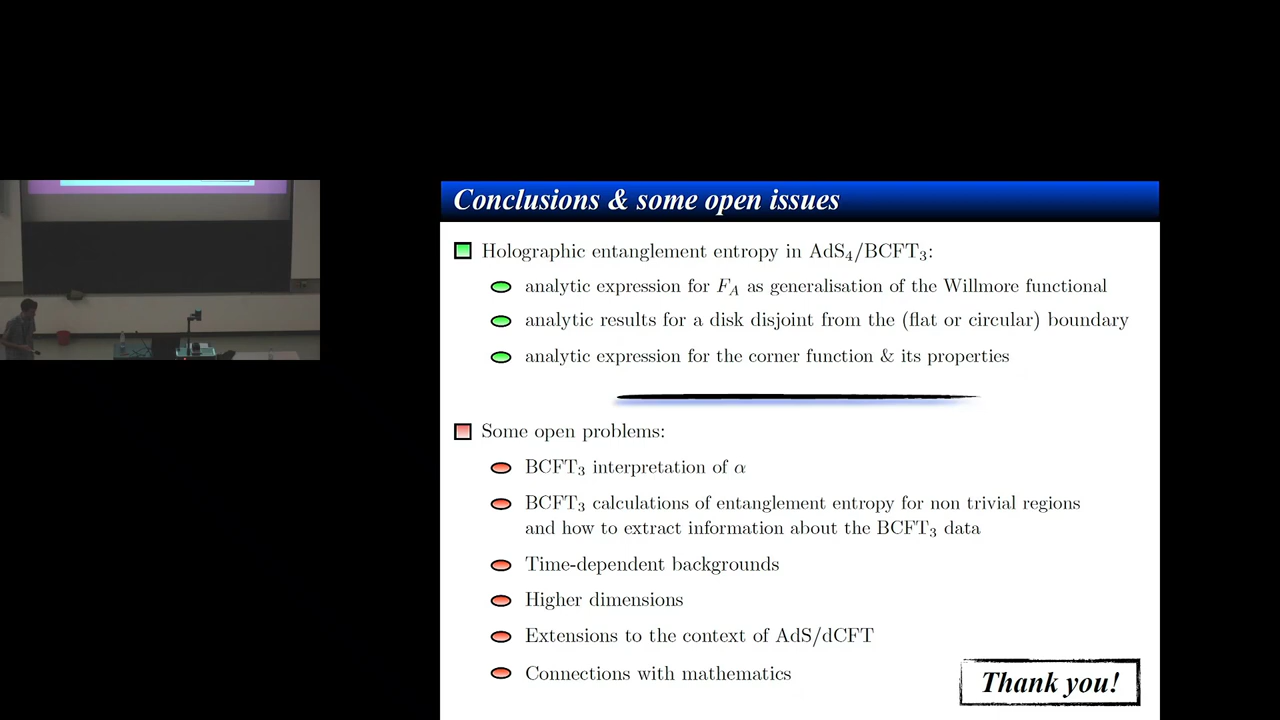 Conclusions & some open issues
Holographic entanglement entropy in AdS₄/BCFT₃:
analytic expression for F_A as generalisation of the Willmore functional
analytic results for a disk disjoint from the (flat or circular) boundary
analytic expression for the corner function & its properties
Some open problems:
BCFT₃ interpretation of α
BCFT₃ calculations of entanglement entropy for non trivial regions
and how to extract information about the BCFT₃ data
Time-dependent backgrounds
Higher dimensions
Extensions to the context of AdS/dCFT
Connections with mathematics
Thank you!